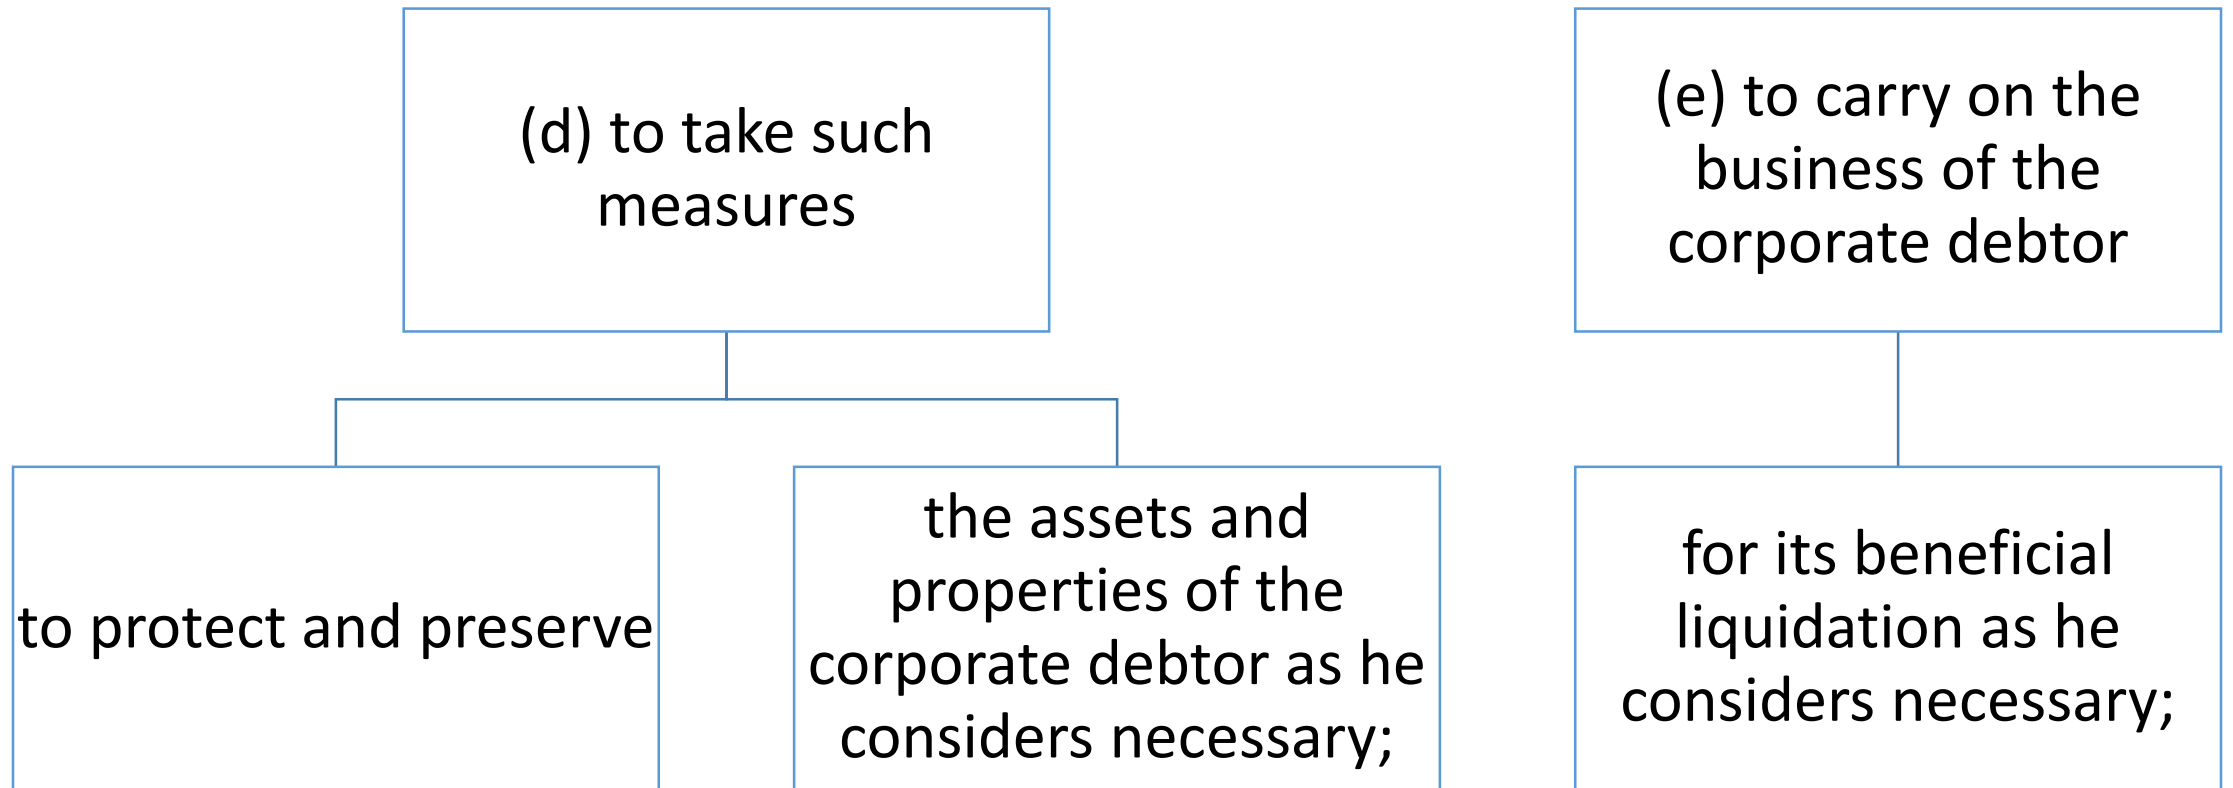 (d) to take such
measures
(e) to carry on the
business of the
corporate debtor
to protect and preserve
the assets and
properties of the
corporate debtor as he
considers necessary;
for its beneficial
liquidation as he
considers necessary;